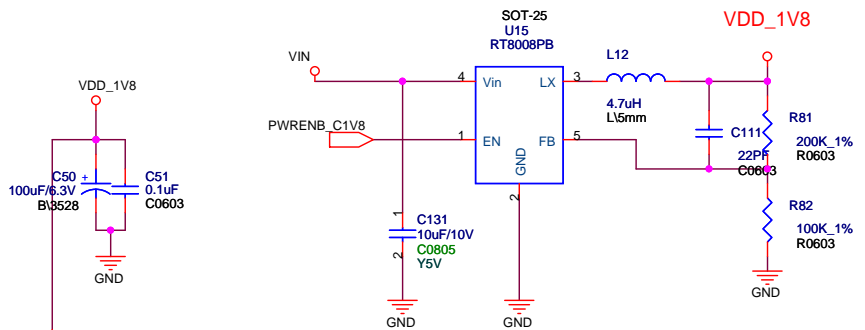 VDD_1V8
C50
+
100uF/6.3V
B\3528
C51
0.1uF
C0603
GND
VIN
PWRENB_C1V8
SOT-25
U15
RT8008PB
4
Vin
LX
3
1
EN
FB
5
GND
2
L12
4.7uH
L\5mm
VDD_1V8
C111
22PF
C0603
R81
200K_1%
R0603
R82
100K_1%
R0603
1
C131
10uF/10V
2
C0805
Y5V
GND
GND
GND